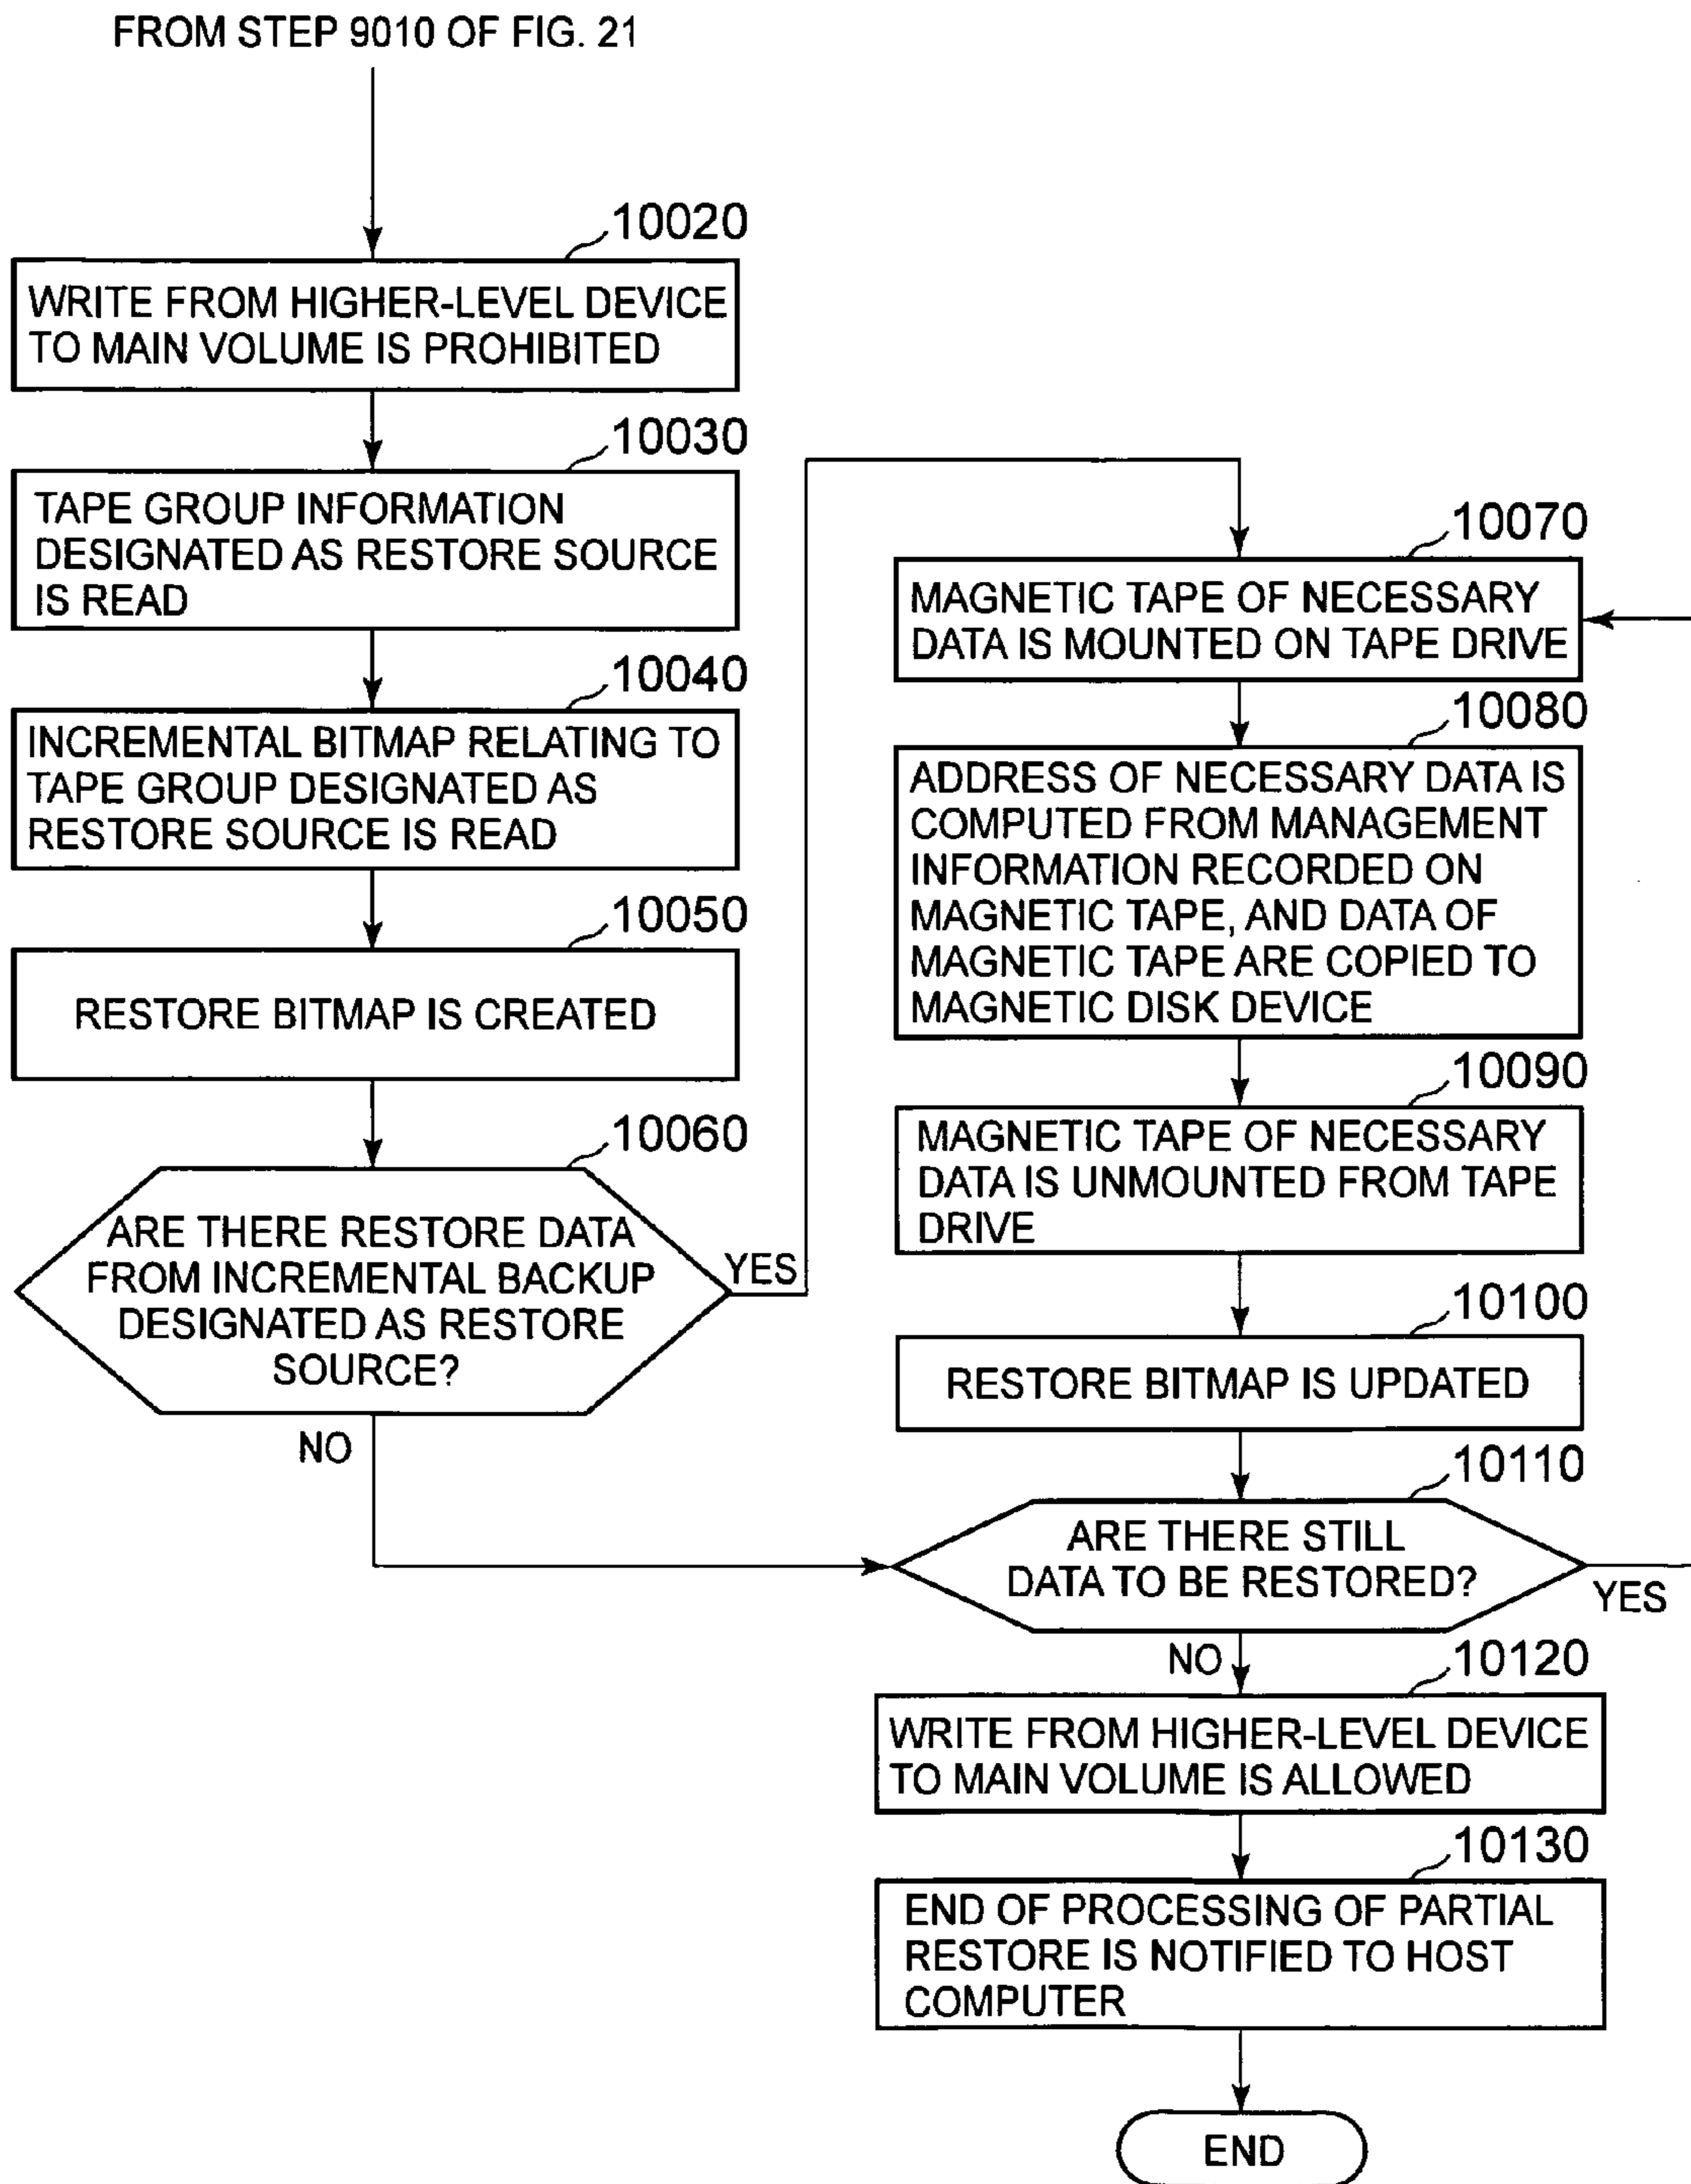 FROM STEP 9010 OF FIG. 21
10020
WRITE FROM HIGHER-LEVEL DEVICE
TO MAIN VOLUME IS PROHIBITED
10030
TAPE GROUP INFORMATION
DESIGNATED AS RESTORE SOURCE
IS READ
10040
INCREMENTAL BITMAP RELATING TO
TAPE GROUP DESIGNATED AS
RESTORE SOURCE IS READ
10050
RESTORE BITMAP IS CREATED
10060
ARE THERE RESTORE DATA
FROM INCREMENTAL BACKUP
DESIGNATED AS RESTORE
SOURCE?
YES
NO
10070
MAGNETIC TAPE OF NECESSARY
DATA IS MOUNTED ON TAPE DRIVE
10080
ADDRESS OF NECESSARY DATA IS
COMPUTED FROM MANAGEMENT
INFORMATION RECORDED ON
MAGNETIC TAPE, AND DATA OF
MAGNETIC TAPE ARE COPIED TO
MAGNETIC DISK DEVICE
10090
MAGNETIC TAPE OF NECESSARY
DATA IS UNMOUNTED FROM TAPE
DRIVE
10100
RESTORE BITMAP IS UPDATED
10110
ARE THERE STILL
DATA TO BE RESTORED?
YES
NO
10120
WRITE FROM HIGHER-LEVEL DEVICE
TO MAIN VOLUME IS ALLOWED
10130
END OF PROCESSING OF PARTIAL
RESTORE IS NOTIFIED TO HOST
COMPUTER
END